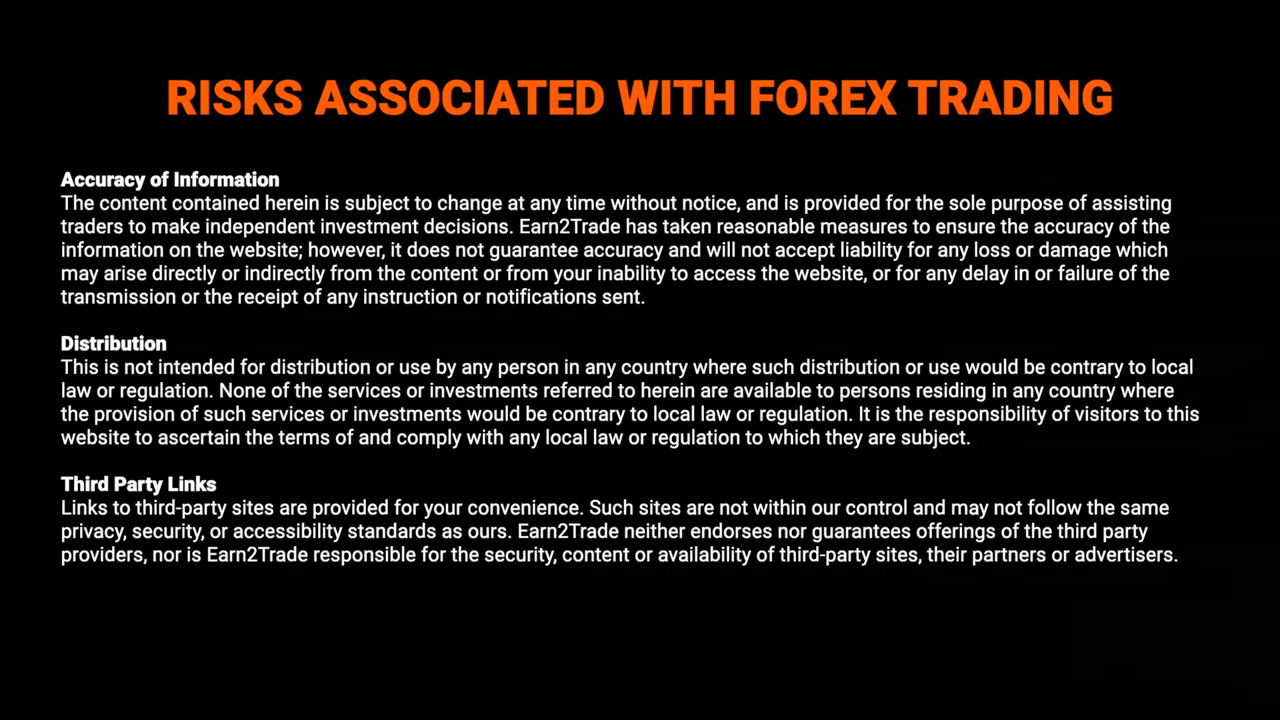 RISKS ASSOCIATED WITH FOREX TRADING
Accuracy of Information
The content contained herein is subject to change at any time without notice, and is provided for the sole purpose of assisting
traders to make independent investment decisions. Earn2Trade has taken reasonable measures to ensure the accuracy of the
information on the website; however, it does not guarantee accuracy and will not accept liability for any loss or damage which
may arise directly or indirectly from the content or from your inability to access the website, or for any delay in or failure of the
transmission or the receipt of any instruction or notifications sent.
Distribution
This is not intended for distribution or use by any person in any country where such distribution or use would be contrary to local
law or regulation. None of the services or investments referred to herein are available to persons residing in any country where
the provision of such services or investments would be contrary to local law or regulation. It is the responsibility of visitors to this
website to ascertain the terms of and comply with any local law or regulation to which they are subject.
Third Party Links
Links to third-party sites are provided for your convenience. Such sites are not within our control and may not follow the same
privacy, security, or accessibility standards as ours. Earn2Trade neither endorses nor guarantees offerings of the third party
providers, nor is Earn2Trade responsible for the security, content or availability of third-party sites, their partners or advertisers.